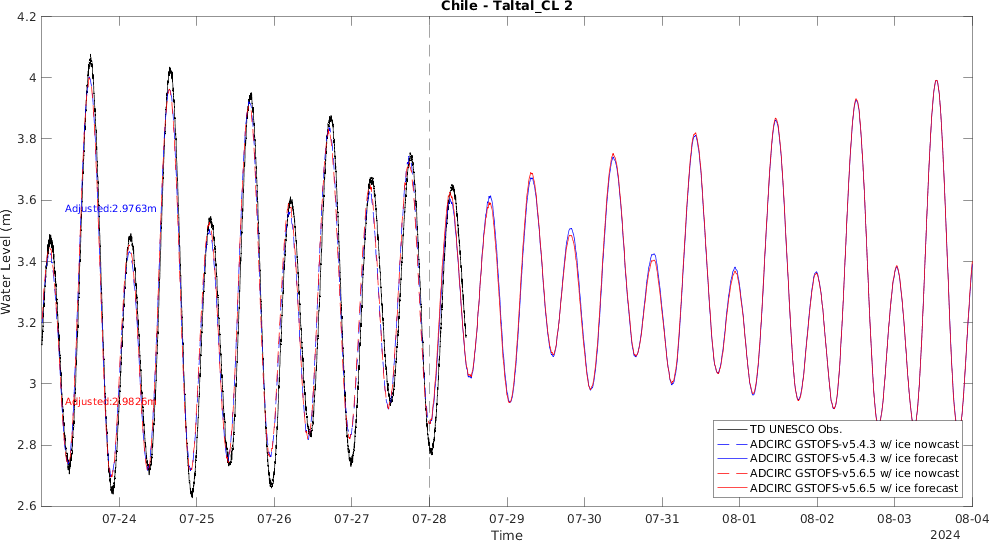 Chile - Taltal_CL 2
4.2
4
3.8
3.6
3.4
3.2
3
2.8
2.6
Water Level (m)
Adjusted:2.9763m
Adjusted:2.9826m
TD UNESCO Obs.
ADCIRC GSTOFS-v5.4.3 w/ ice nowcast
ADCIRC GSTOFS-v5.4.3 w/ ice forecast
ADCIRC GSTOFS-v5.6.5 w/ ice nowcast
ADCIRC GSTOFS-v5.6.5 w/ ice forecast
07-24 07-25 07-26 07-27 07-28 07-29 07-30 07-31 08-01 08-02 08-03 08-04
Time
2024